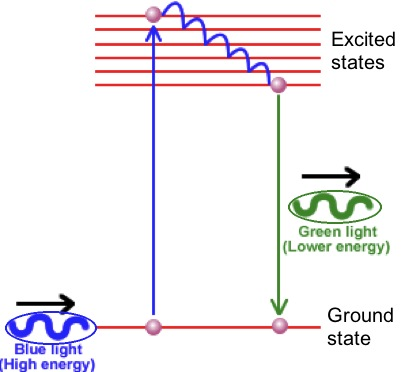 Excited
states
Green light
(Lower energy)
Ground
state
Blue light
(High energy)